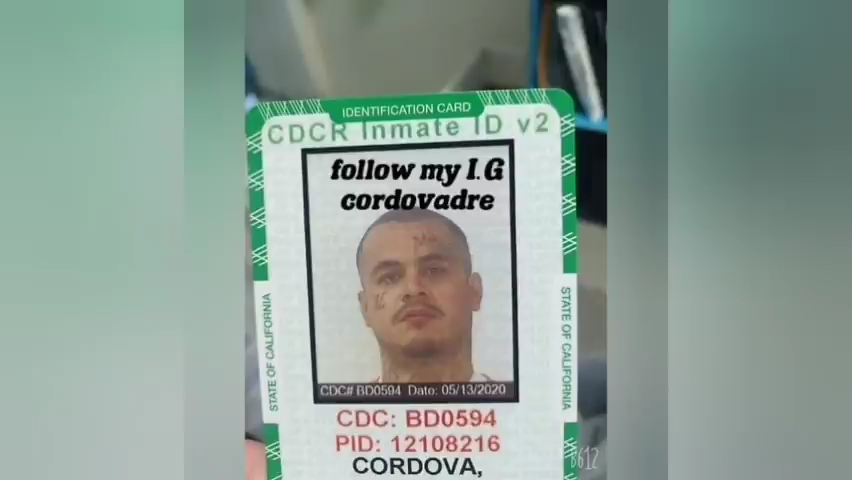 IDENTIFICATION CARD
CDCR Inmate ID v2
follow my I.G
cordovadre
STATE OF CALIFORNIA
STATE OF CALIFORNIA
CDC# BD0594 Date: 05/13/2020
CDC: BD0594
PID: 12108216
CORDOVA,
B612